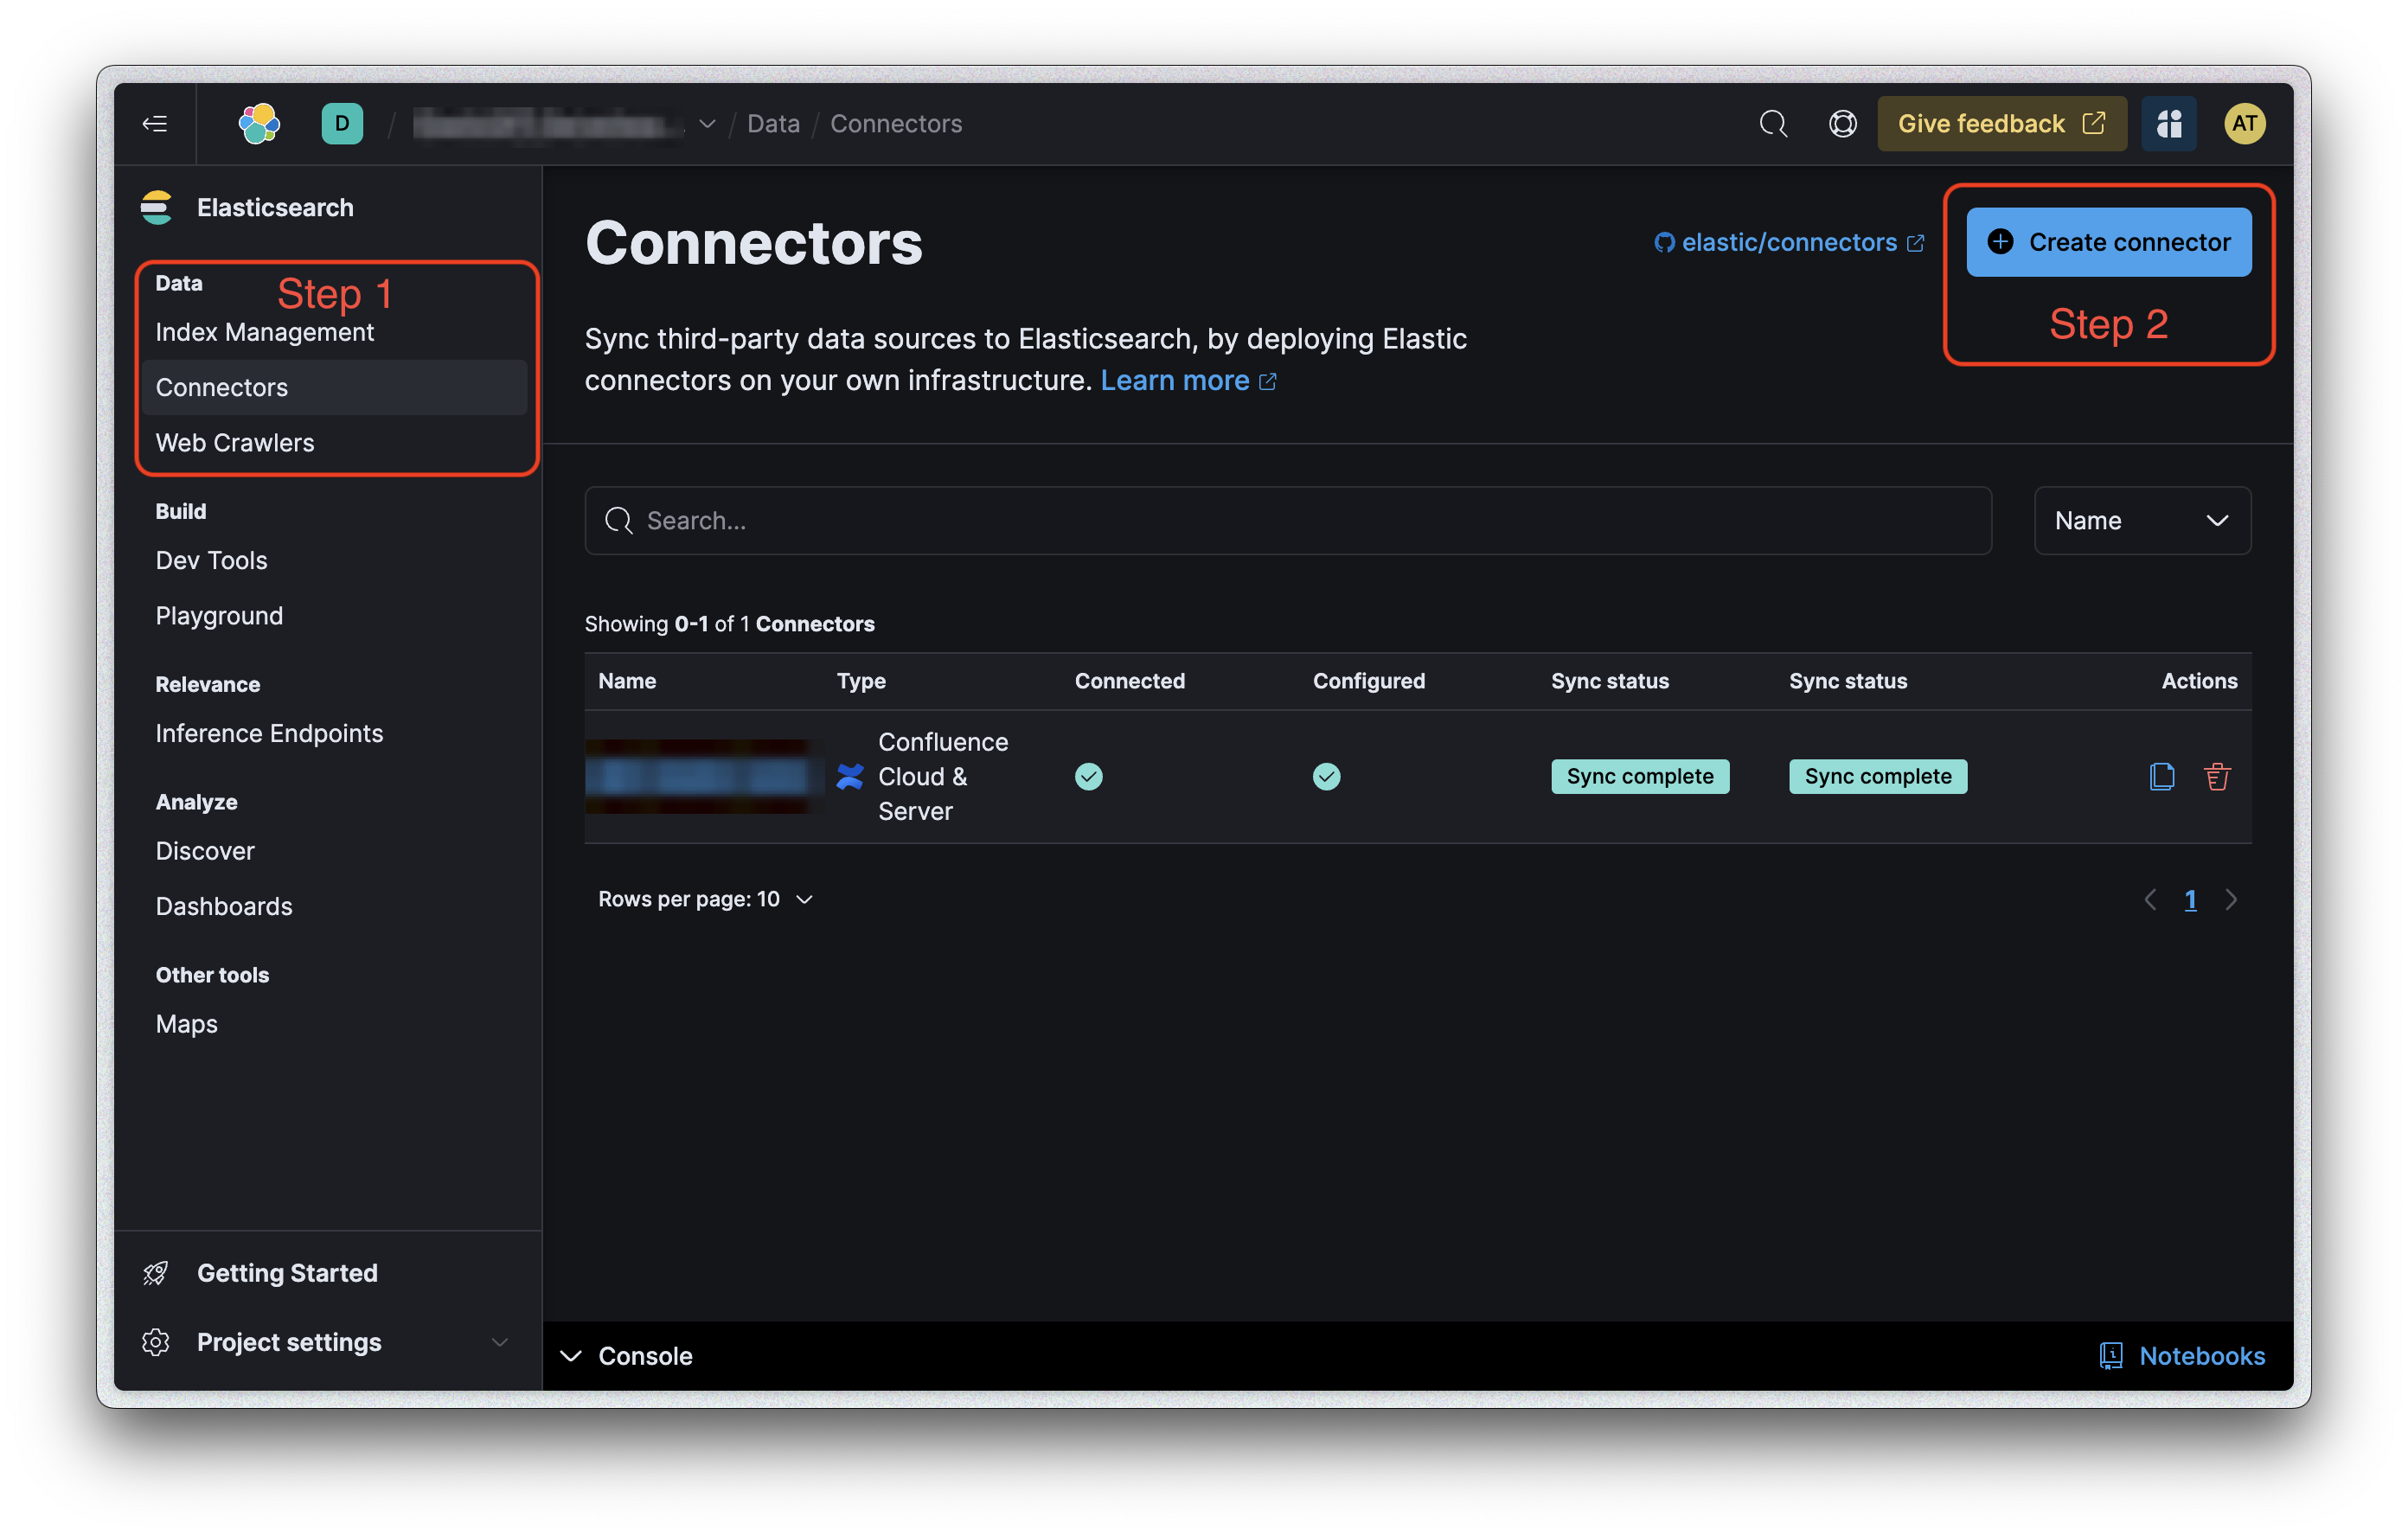 D / / Data / Connectors
Give feedback
AT
Elasticsearch
Data
Step 1
Index Management
Connectors
Web Crawlers
Build
Dev Tools
Playground
Relevance
Inference Endpoints
Analyze
Discover
Dashboards
Other tools
Maps
Getting Started
Project settings
Connectors
elastic/connectors
Create connector
Step 2
Sync third-party data sources to Elasticsearch, by deploying Elastic
connectors on your own infrastructure. Learn more
Search...
Name
Showing 0-1 of 1 Connectors
Name Type Connected Configured Sync status Sync status Actions
Confluence
Cloud &
Server
Sync complete Sync complete
Rows per page: 10
1
Console
Notebooks